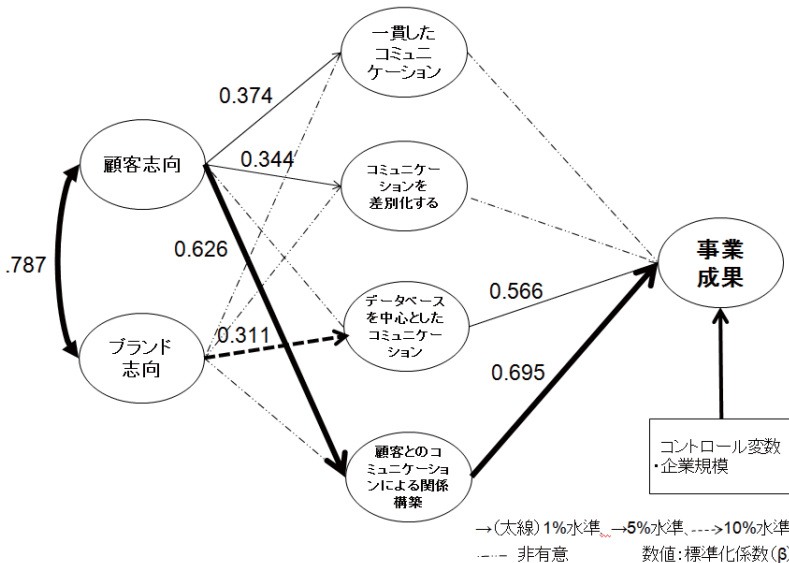 一貫した
コミュニ
ケーション
0.374
顧客志向
0.344
コミュニケー
ションを
差別化する
.787
0.626
事業
成果
データベース
を中心とした
コミュニケー
ション
0.566
ブランド
志向
0.311
0.695
顧客とのコ
ミュニケーショ
ンによる関係
構築
コントロール変数
・企業規模
→(太線)1%水準、→5%水準、---->10%水準
非有意 数値:標準化係数(β)